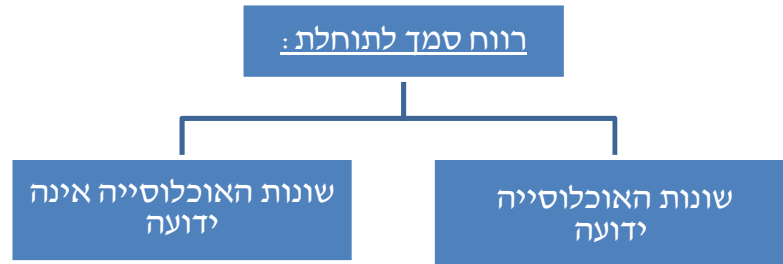 רווח סמך לתוחלת :
שונות האוכלוסייה
ידועה
שונות האוכלוסייה אינה
ידועה